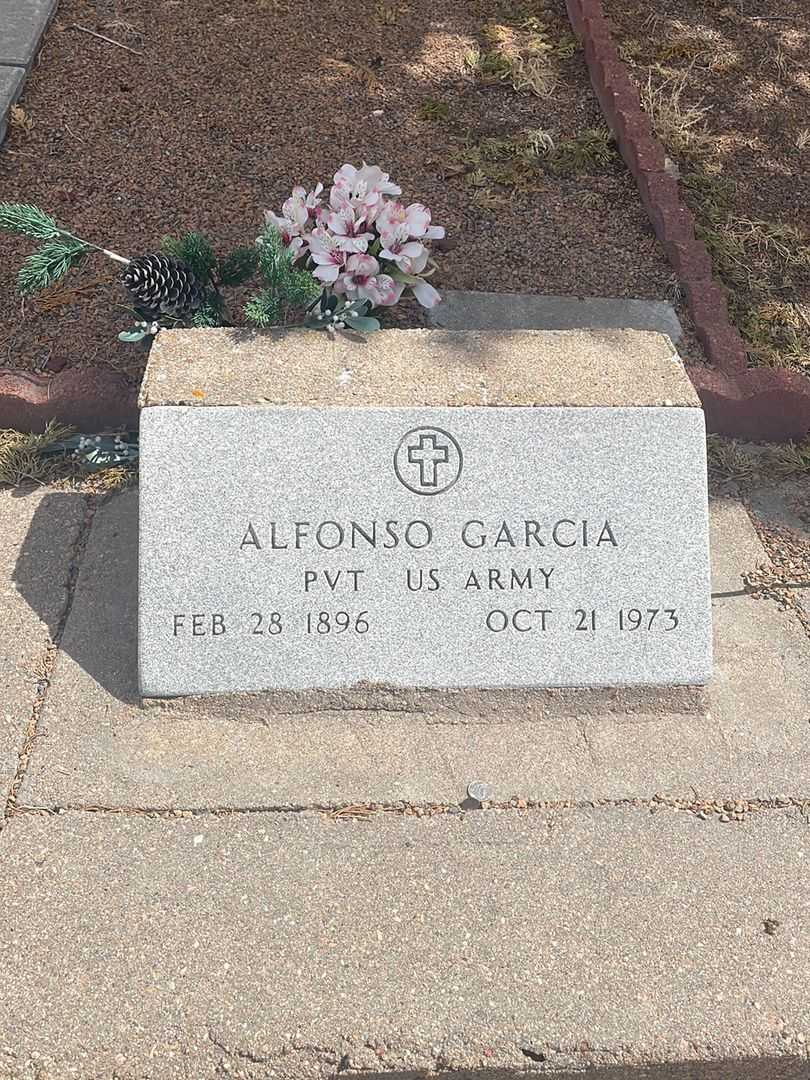 ALFONSO GARCIA
PVT US ARMY
FEB 28 1896 OCT 21 1973